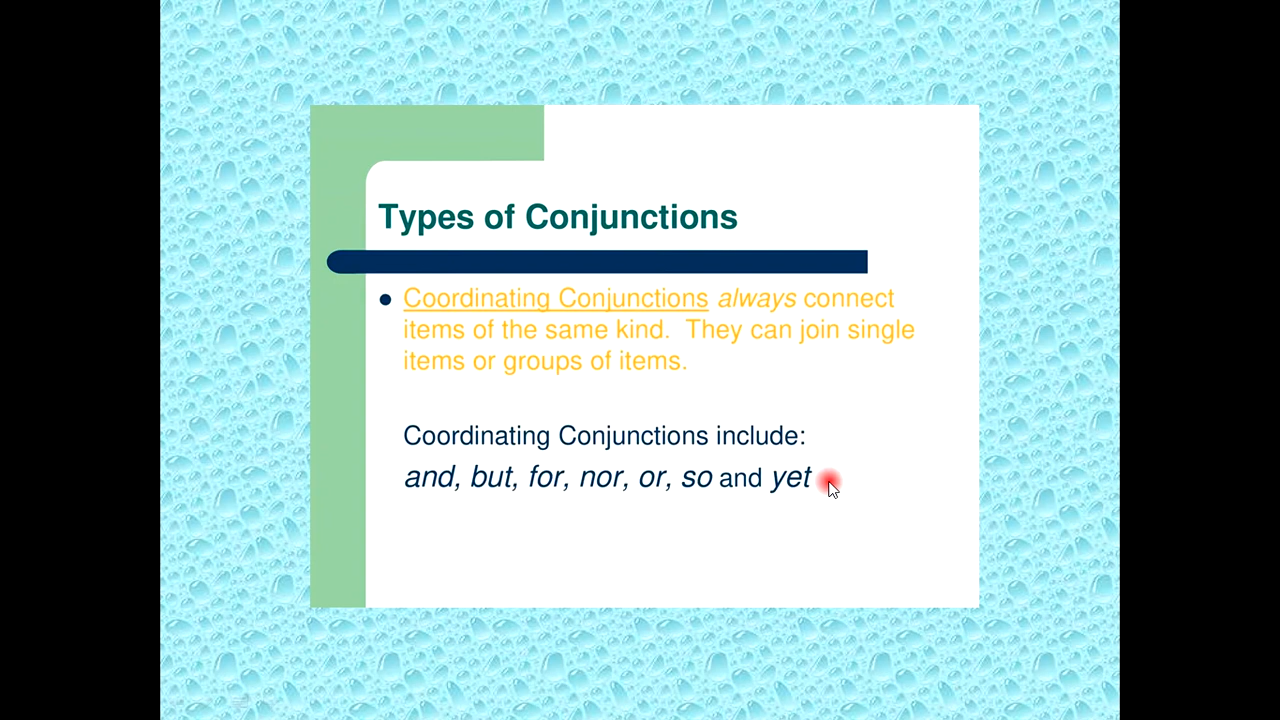 Types of Conjunctions
Coordinating Conjunctions always connect
items of the same kind.  They can join single
items or groups of items.
Coordinating Conjunctions include:
and, but, for, nor, or, so and yet